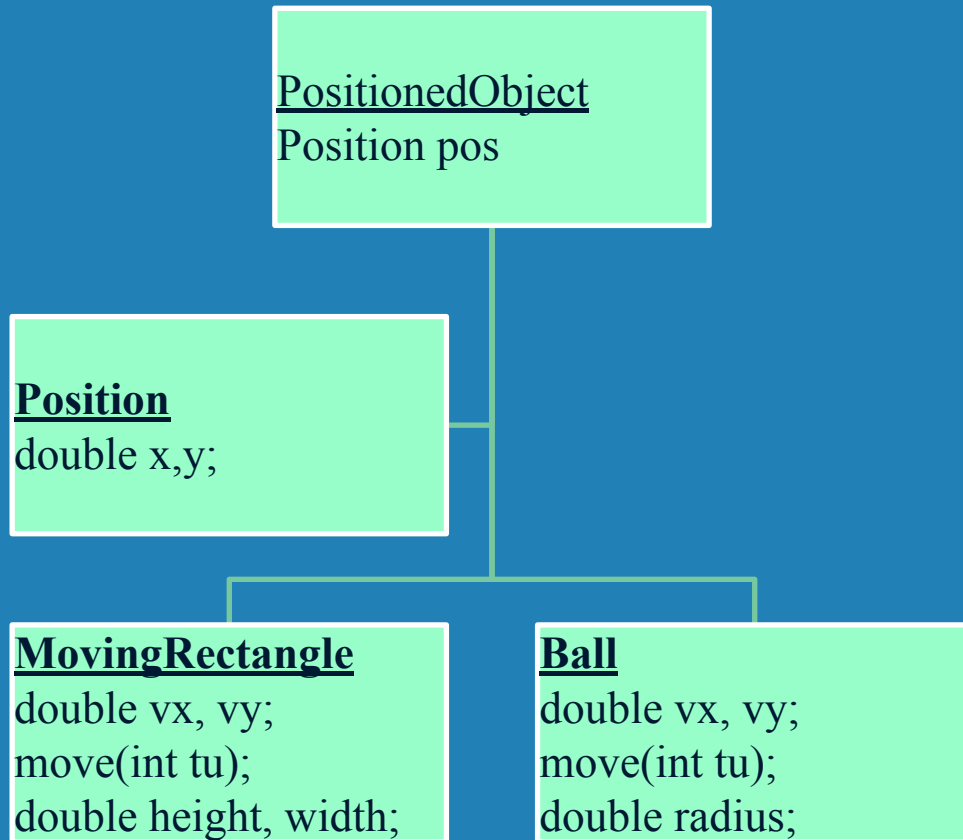 PositionedObject
Position pos
Position
double x,y;
MovingRectangle
double vx, vy;
move(int tu);
double height, width;
Ball
double vx, vy;
move(int tu);
double radius;